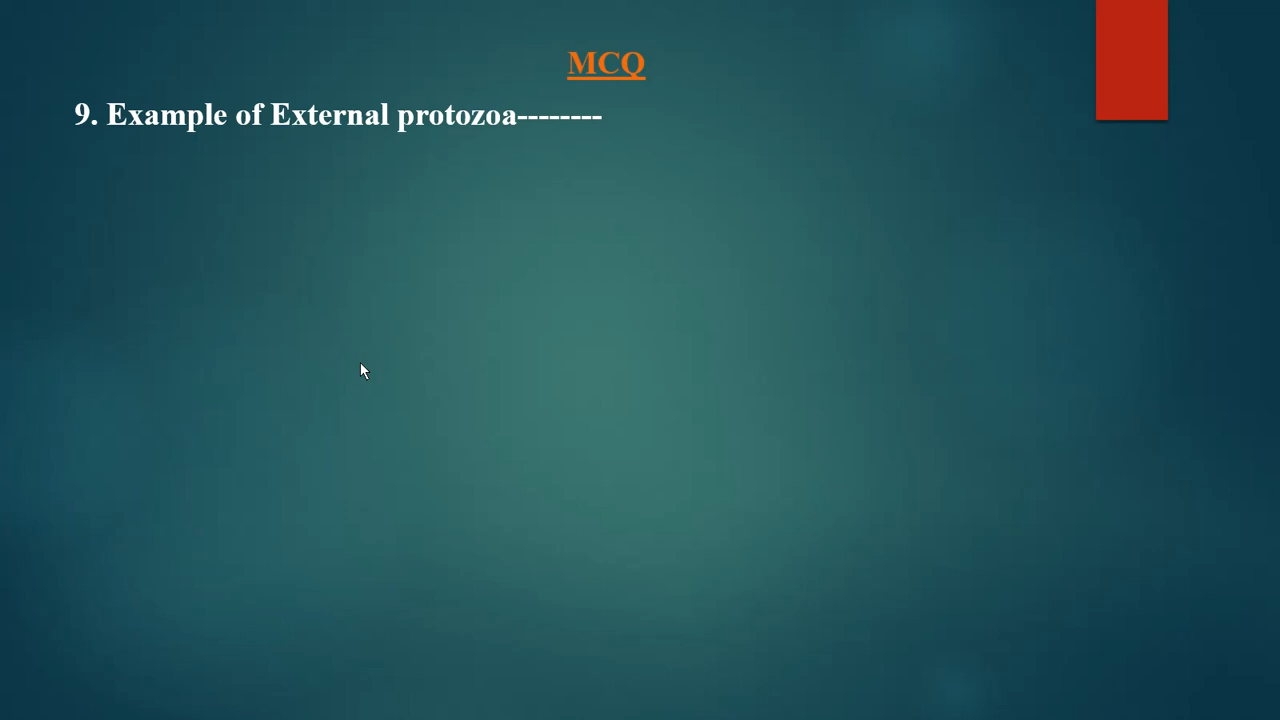 MCQ
9. Example of External protozoa--------